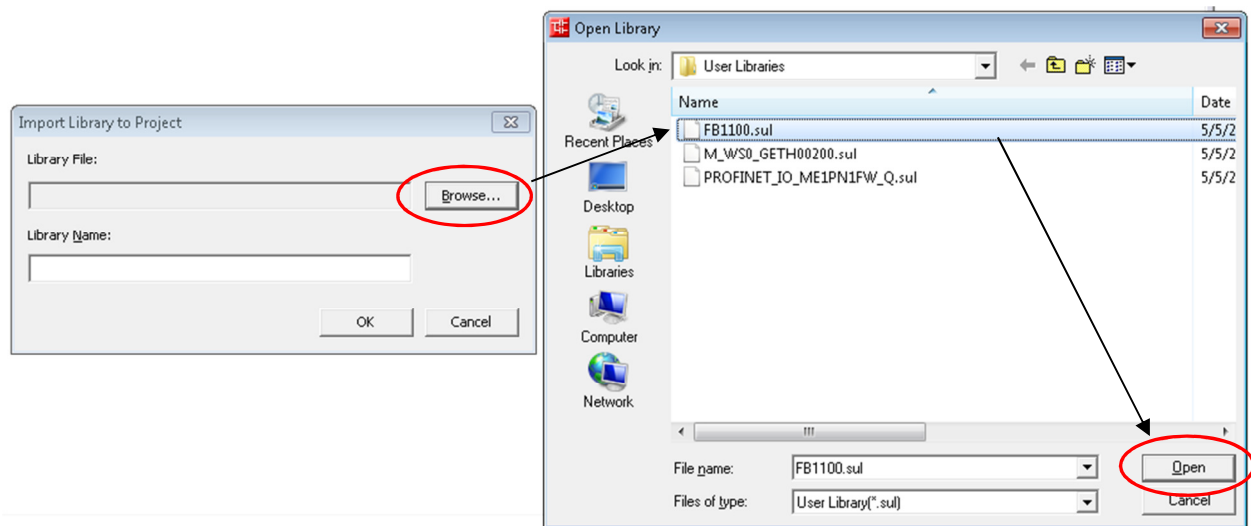 Import Library to Project
Library File:
Browse...
Library Name:
OK
Cancel
Open Library
Look in:
User Libraries
Recent Places
Desktop
Libraries
Computer
Network
Name
Date
FB1100.sul
5/5/2
M_WS0_GETH00200.sul
5/5/2
PROFINET_IO_ME1PN1FW_Q.sul
5/5/2
File name:
FB1100.sul
Open
Files of type:
User Library(*.sul)
Cancel